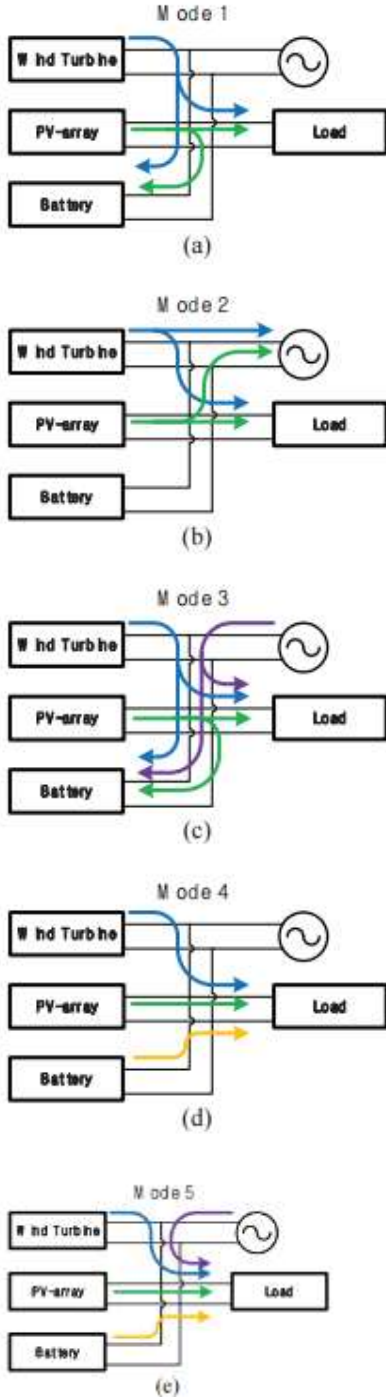 Mode 1
Wind Turbine
PV-array
Load
Battery
(a)
Mode 2
Wind Turbine
PV-array
Load
Battery
(b)
Mode 3
Wind Turbine
PV-array
Load
Battery
(c)
Mode 4
Wind Turbine
PV-array
Load
Battery
(d)
Mode 5
Wind Turbine
PV-array
Load
Battery
(e)